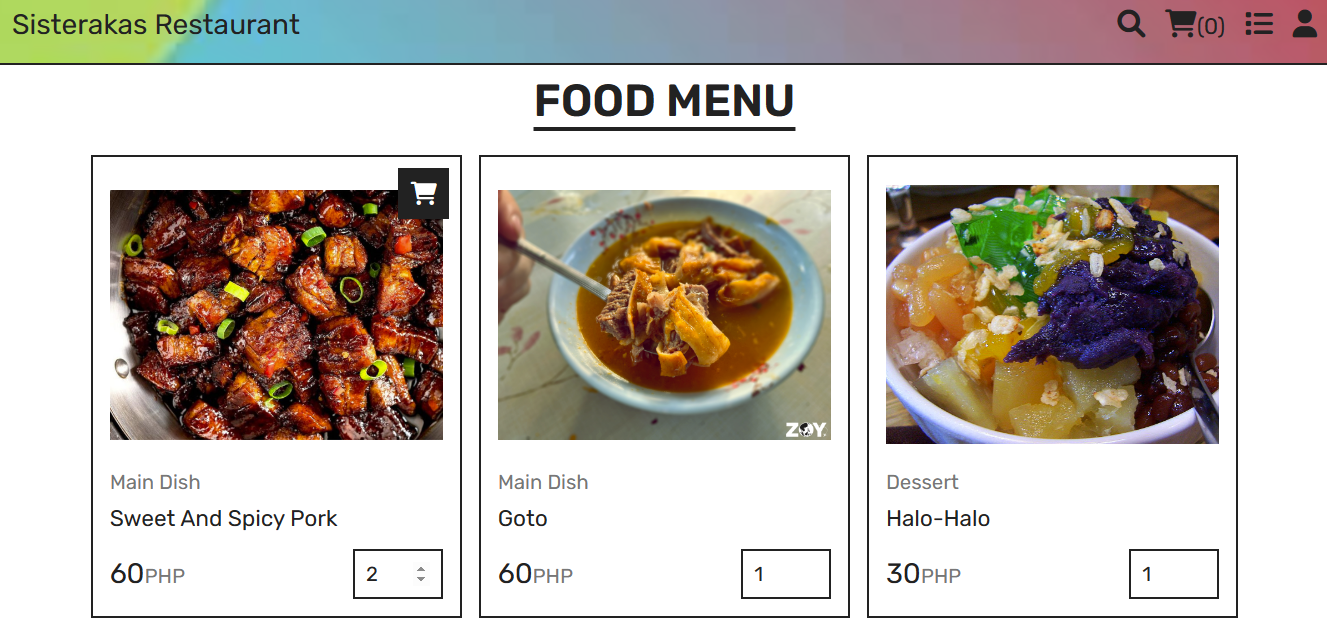 Sisterakas Restaurant
(0)
FOOD MENU
ZOY.
Main Dish
Sweet And Spicy Pork
60PHP
2
Main Dish
Goto
60PHP
1
Dessert
Halo-Halo
30PHP
1